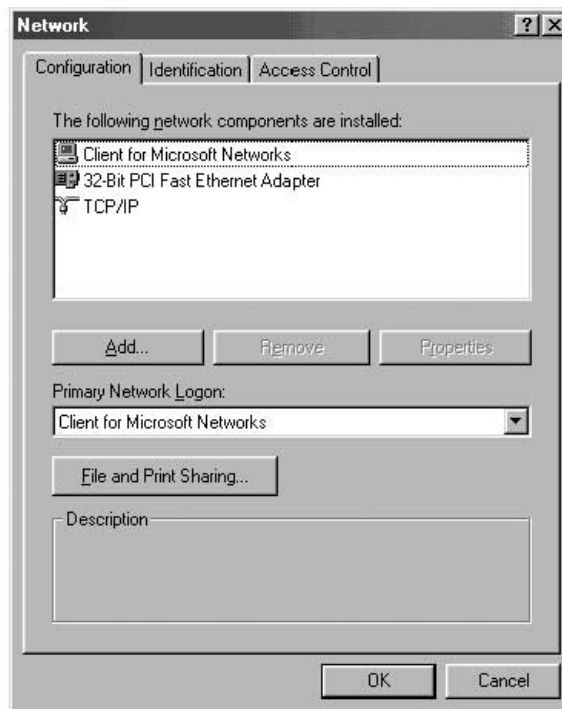 Network
Configuration Identification Access Control
The following network components are installed:
Client for Microsoft Networks
32-Bit PCI Fast Ethernet Adapter
TCP/IP
Add... Remove Properties
Primary Network Logon:
Client for Microsoft Networks
File and Print Sharing...
Description
OK Cancel